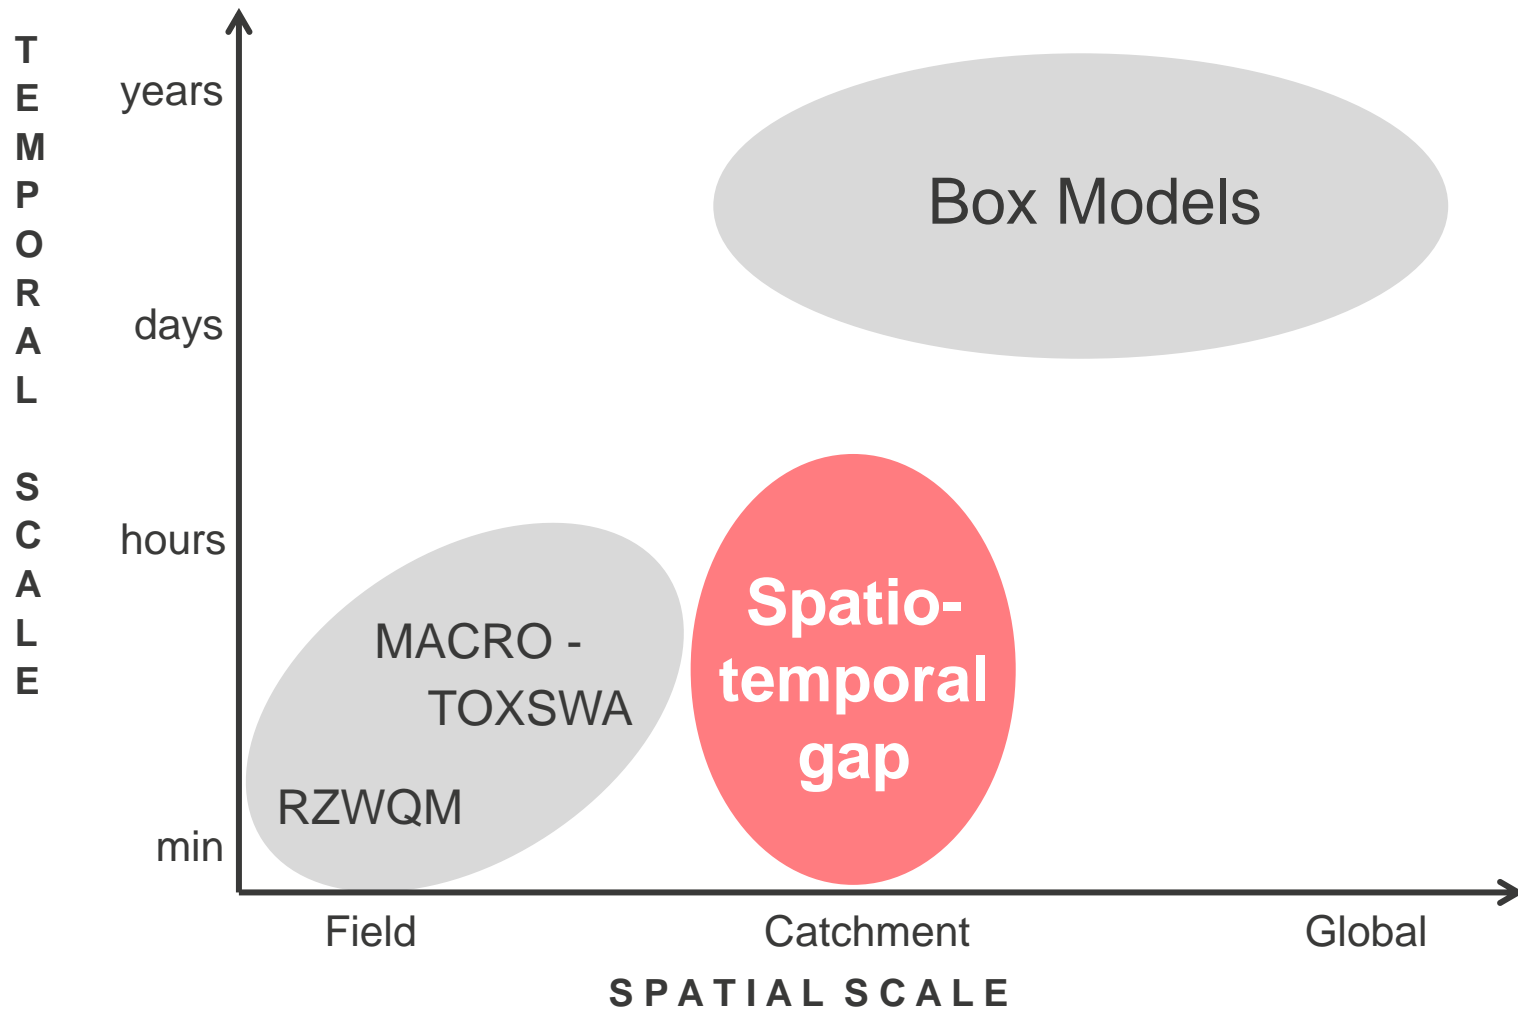 TEMPORAL SCALE
years
days
hours
min
Box Models
MACRO -
TOXSWA
RZWQM
Spatio-
temporal
gap
Field
Catchment
Global
SPATIAL SCALE